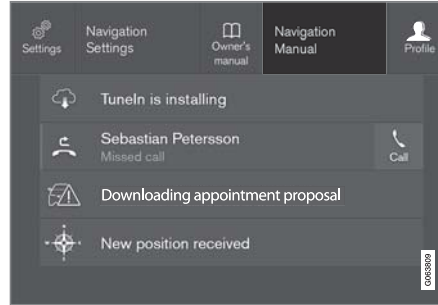 Settings
Navigation
Settings
Owner's
manual
Navigation
Manual
Profile
TuneIn is installing
Sebastian Petersson
Missed call
Call
Downloading appointment proposal
New position received
G063809